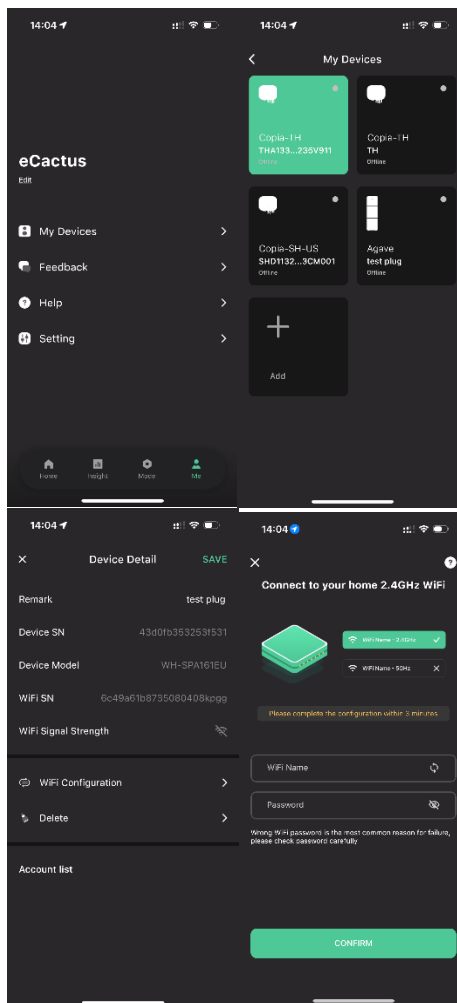 14:04
eCactus
Edit
My Devices
Feedback
Help
Setting
Home
Insight
Mode
Me
14:04
My Devices
Copia-TH
THA133...235V911
Offline
Copia-TH
TH
Offline
Copia-SH-US
SHD1132...3CM001
Offline
Agave
test plug
Offline
Add
14:04
Device Detail
SAVE
Remark
test plug
Device SN
43d0fb353253f531
Device Model
WH-SPA161EU
WiFi SN
6c49a61b8735080408kpgg
WiFi Signal Strength
WiFi Configuration
Delete
Account list
14:04
Connect to your home 2.4GHz WiFi
WiFi Name - 2.4GHz
WiFi Name - 5GHz
Please complete the configuration within 3 minutes
WiFi Name
Password
Wrong WiFi password is the most common reason for failure,
please check password carefully
CONFIRM